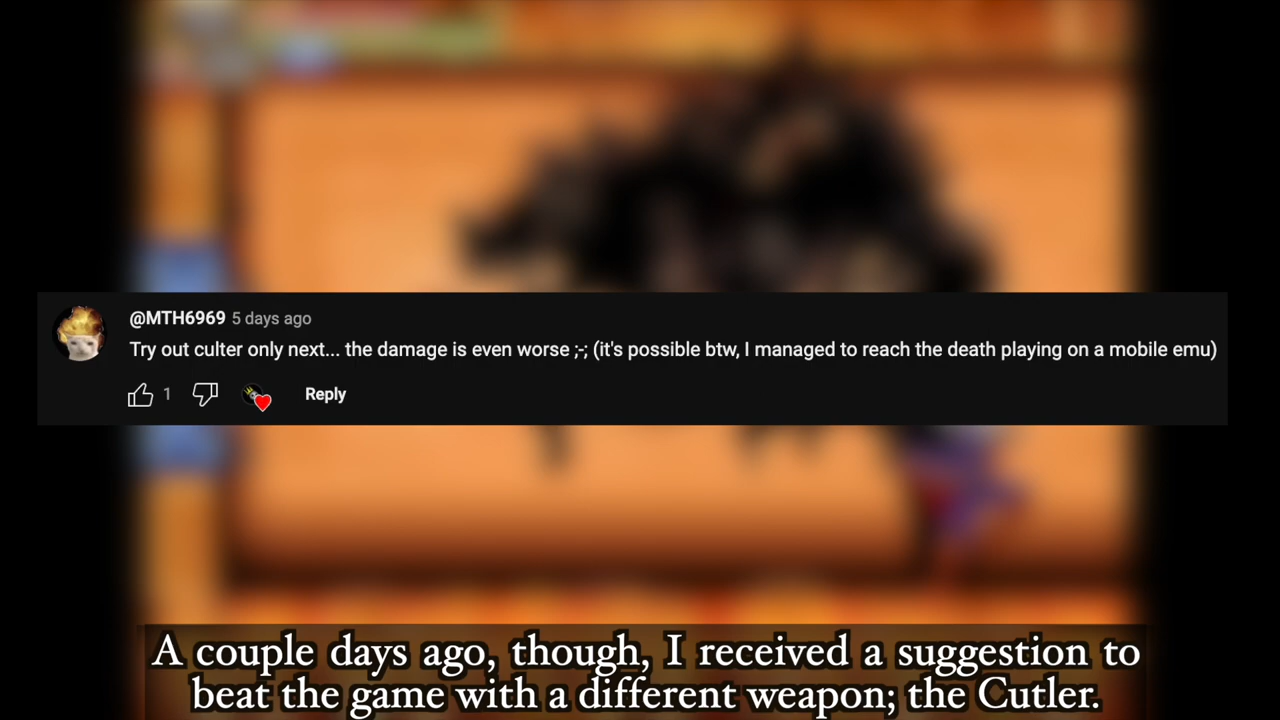 @MTH6969 5 days ago
Try out culter only next... the damage is even worse ;-; (it's possible btw, I managed to reach the death playing on a mobile emu)
1 Reply
A couple days ago, though, I received a suggestion to
beat the game with a different weapon; the Cutler.